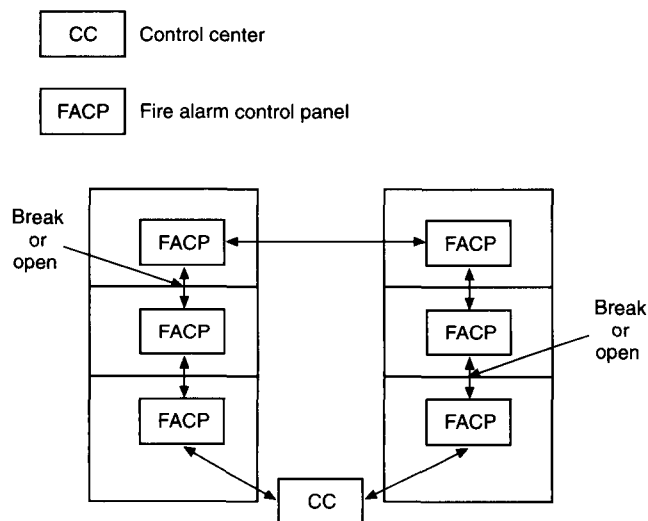 CC Control center
FACP Fire alarm control panel
Break
or
open
FACP
FACP
FACP
FACP
Break
or
open
FACP
FACP
CC